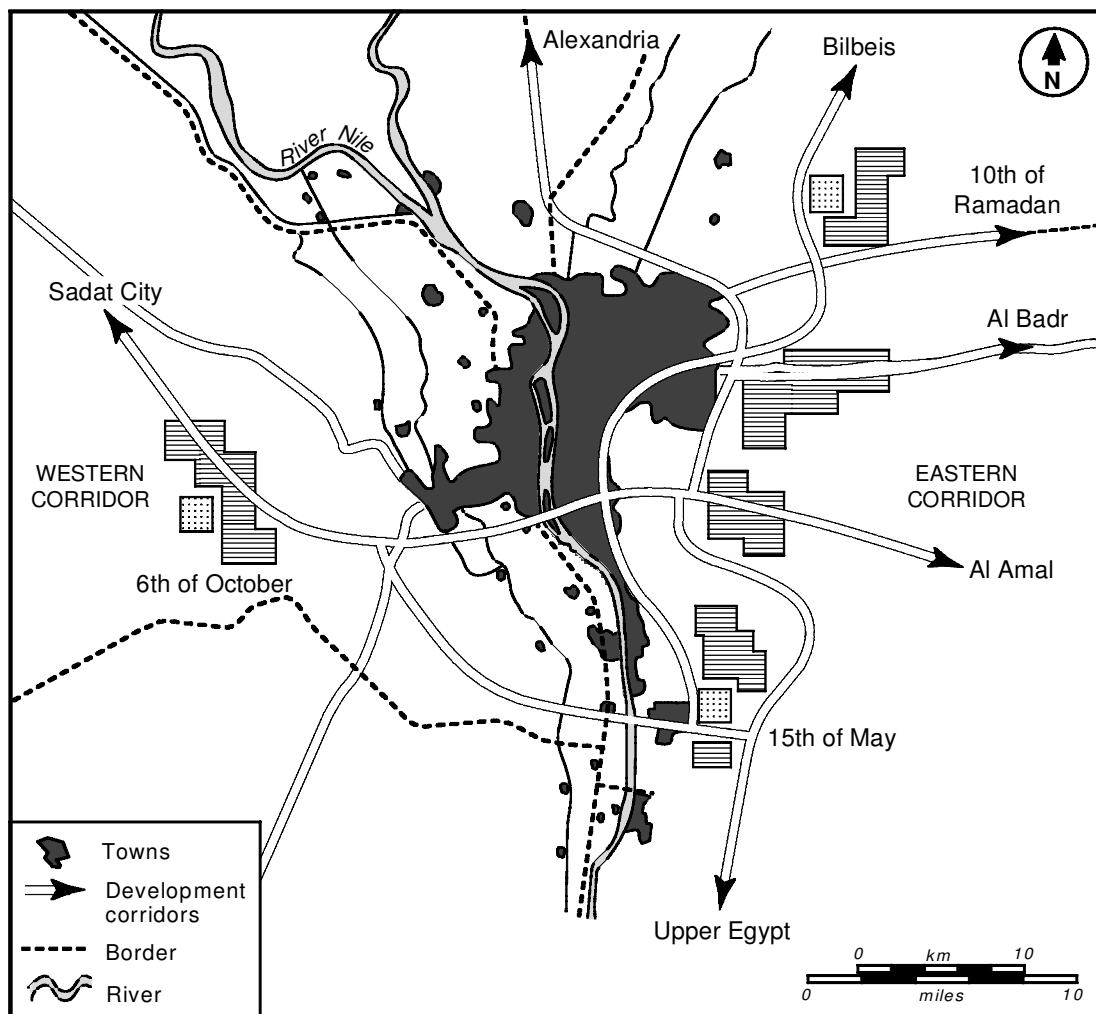 Alexandria
Bilbeis
N
River Nile
10th of
Ramadan
Sadat City
Al Badr
WESTERN
CORRIDOR
EASTERN
CORRIDOR
6th of October
Al Amal
15th of May
Upper Egypt
Towns
Development
corridors
Border
River
0 km 10
0 miles 10